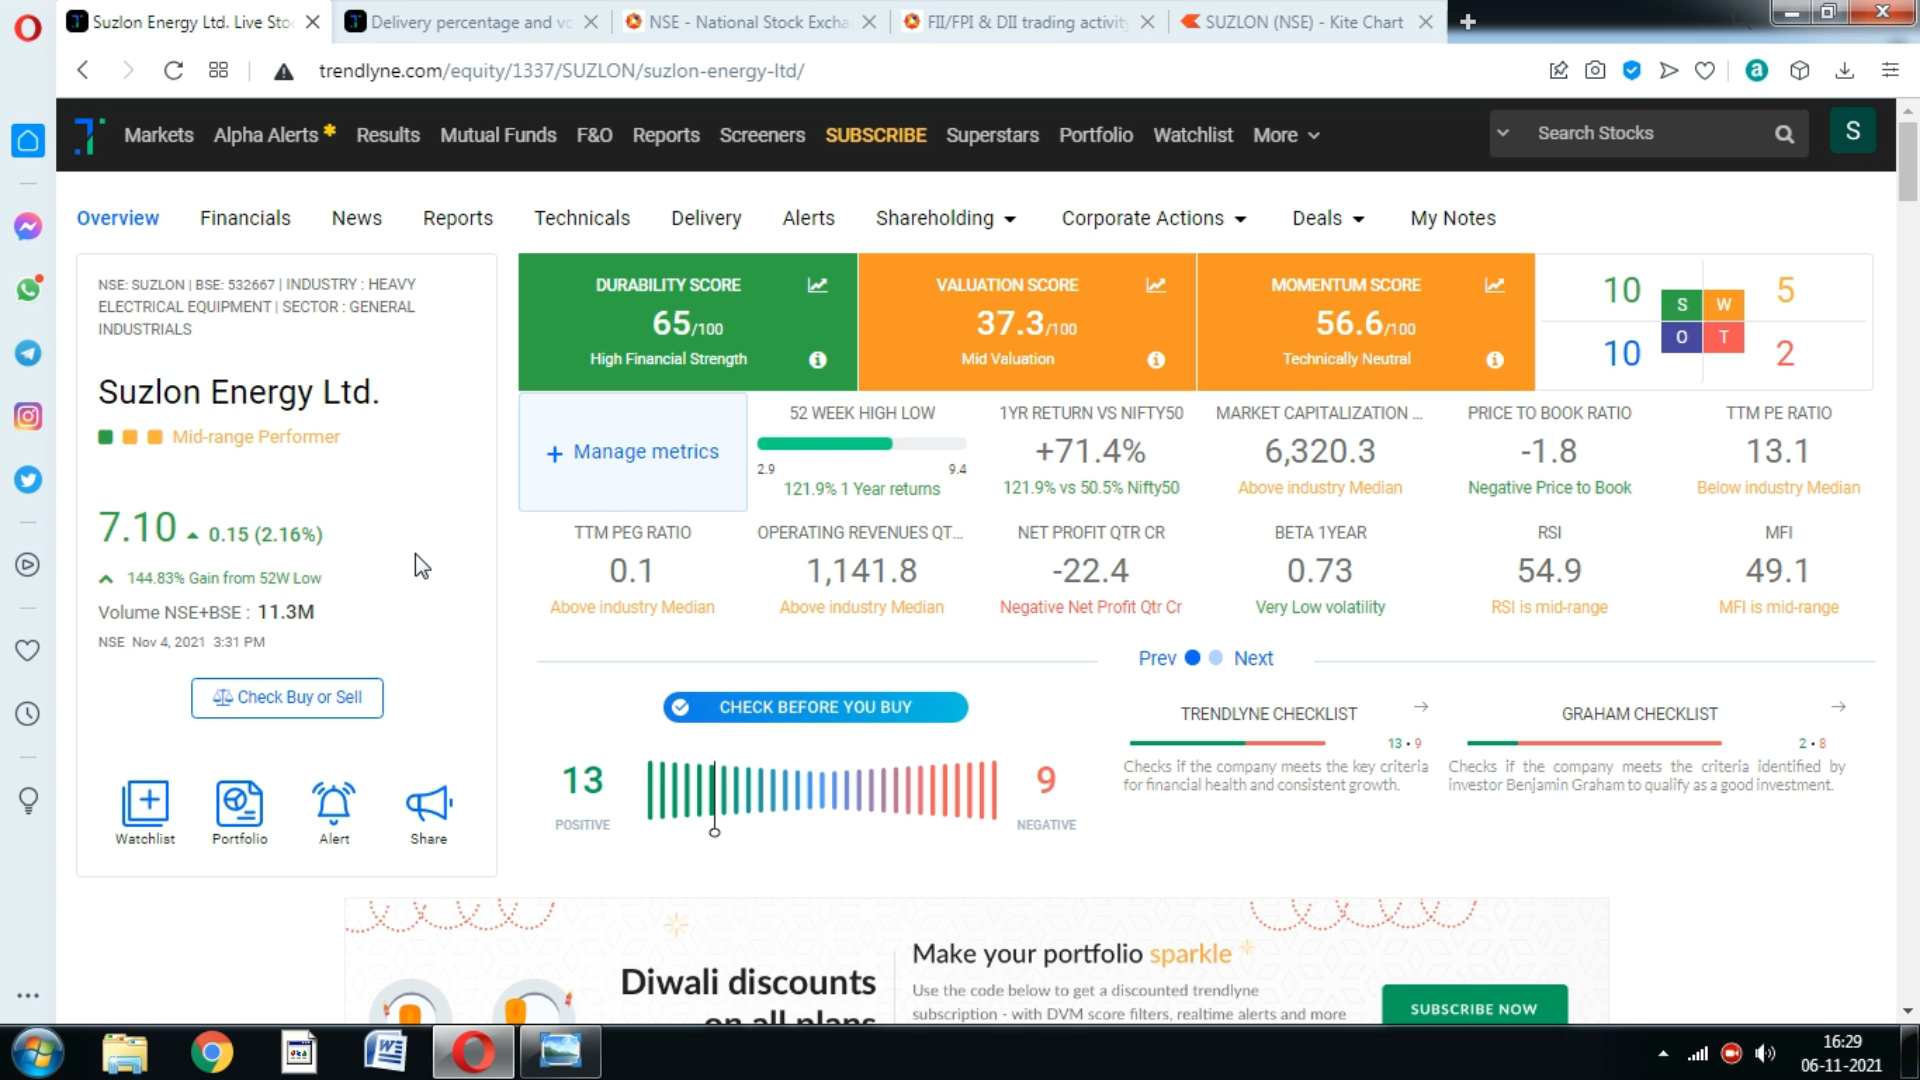 Suzlon Energy Ltd. Live Stoc
Delivery percentage and vo
NSE - National Stock Excha
FII/FPI & DII trading activity
SUZLON (NSE) - Kite Chart
trendlyne.com/equity/1337/SUZLON/suzlon-energy-ltd/
Markets
Alpha Alerts
Results
Mutual Funds
F&O
Reports
Screeners
SUBSCRIBE
Superstars
Portfolio
Watchlist
More
Search Stocks
S
Overview
Financials
News
Reports
Technicals
Delivery
Alerts
Shareholding
Corporate Actions
Deals
My Notes
NSE: SUZLON | BSE: 532667 | INDUSTRY : HEAVY
ELECTRICAL EQUIPMENT | SECTOR : GENERAL
INDUSTRIALS
Suzlon Energy Ltd.
Mid-range Performer
7.10 0.15 (2.16%)
144.83% Gain from 52W Low
Volume NSE+BSE : 11.3M
NSE Nov 4, 2021 3:31 PM
Check Buy or Sell
Watchlist
Portfolio
Alert
Share
DURABILITY SCORE
65/100
High Financial Strength
VALUATION SCORE
37.3/100
Mid Valuation
MOMENTUM SCORE
56.6/100
Technically Neutral
10 S W 5
10 O T 2
+ Manage metrics
52 WEEK HIGH LOW
2.9 9.4
121.9% 1 Year returns
1YR RETURN VS NIFTY50
+71.4%
121.9% vs 50.5% Nifty50
MARKET CAPITALIZATION ...
6,320.3
Above industry Median
PRICE TO BOOK RATIO
-1.8
Negative Price to Book
TTM PE RATIO
13.1
Below industry Median
TTM PEG RATIO
0.1
Above industry Median
OPERATING REVENUES QT...
1,141.8
Above industry Median
NET PROFIT QTR CR
-22.4
Negative Net Profit Qtr Cr
BETA 1YEAR
0.73
Very Low volatility
RSI
54.9
RSI is mid-range
MFI
49.1
MFI is mid-range
Prev
Next
CHECK BEFORE YOU BUY
13
POSITIVE
9
NEGATIVE
TRENDLYNE CHECKLIST
13 • 9
Checks if the company meets the key criteria
for financial health and consistent growth.
GRAHAM CHECKLIST
2 • 8
Checks if the company meets the criteria identified by
investor Benjamin Graham to qualify as a good investment.
Diwali discounts
on all plans
Make your portfolio sparkle
Use the code below to get a discounted trendlyne
subscription - with DVM score filters, realtime alerts and more
SUBSCRIBE NOW
16:29
06-11-2021